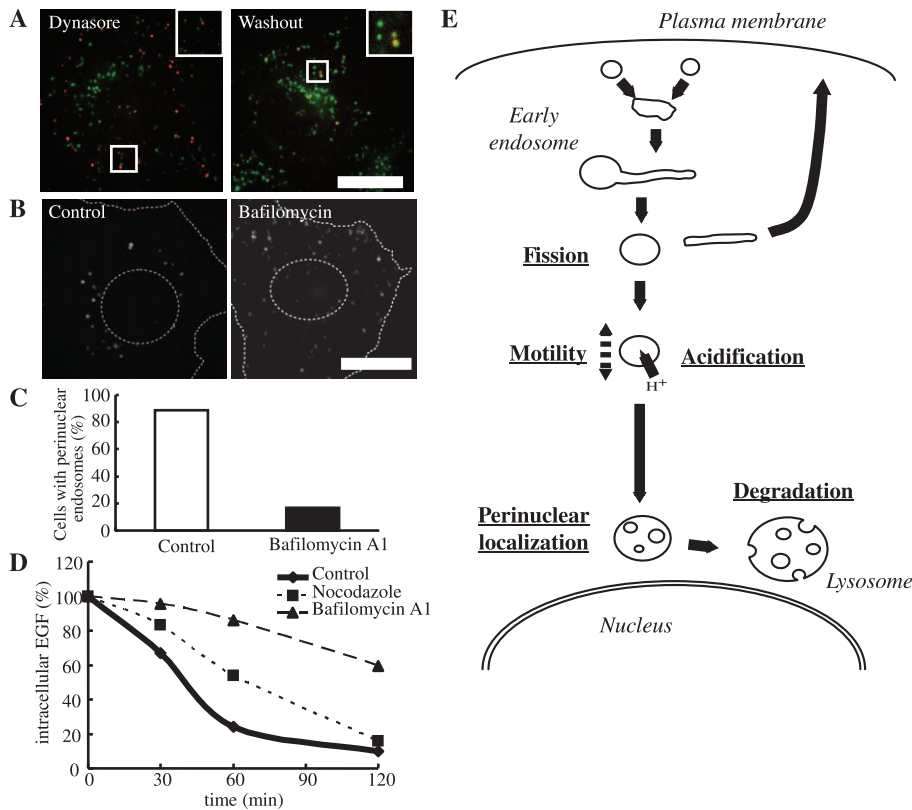 A
Dynasore
Washout
B
Control
Bafilomycin
C
Cells with perinuclear
endosomes (%)
100
80
60
40
20
0
Control
Bafilomycin A1
D
intracellular EGF (%)
100
80
60
40
20
0
0
30
60
90
120
time (min)
Control
Nocodazole
Bafilomycin A1
E
Plasma membrane
Early
endosome
Fission
Motility
Acidification
H+
Perinuclear
localization
Degradation
Lysosome
Nucleus